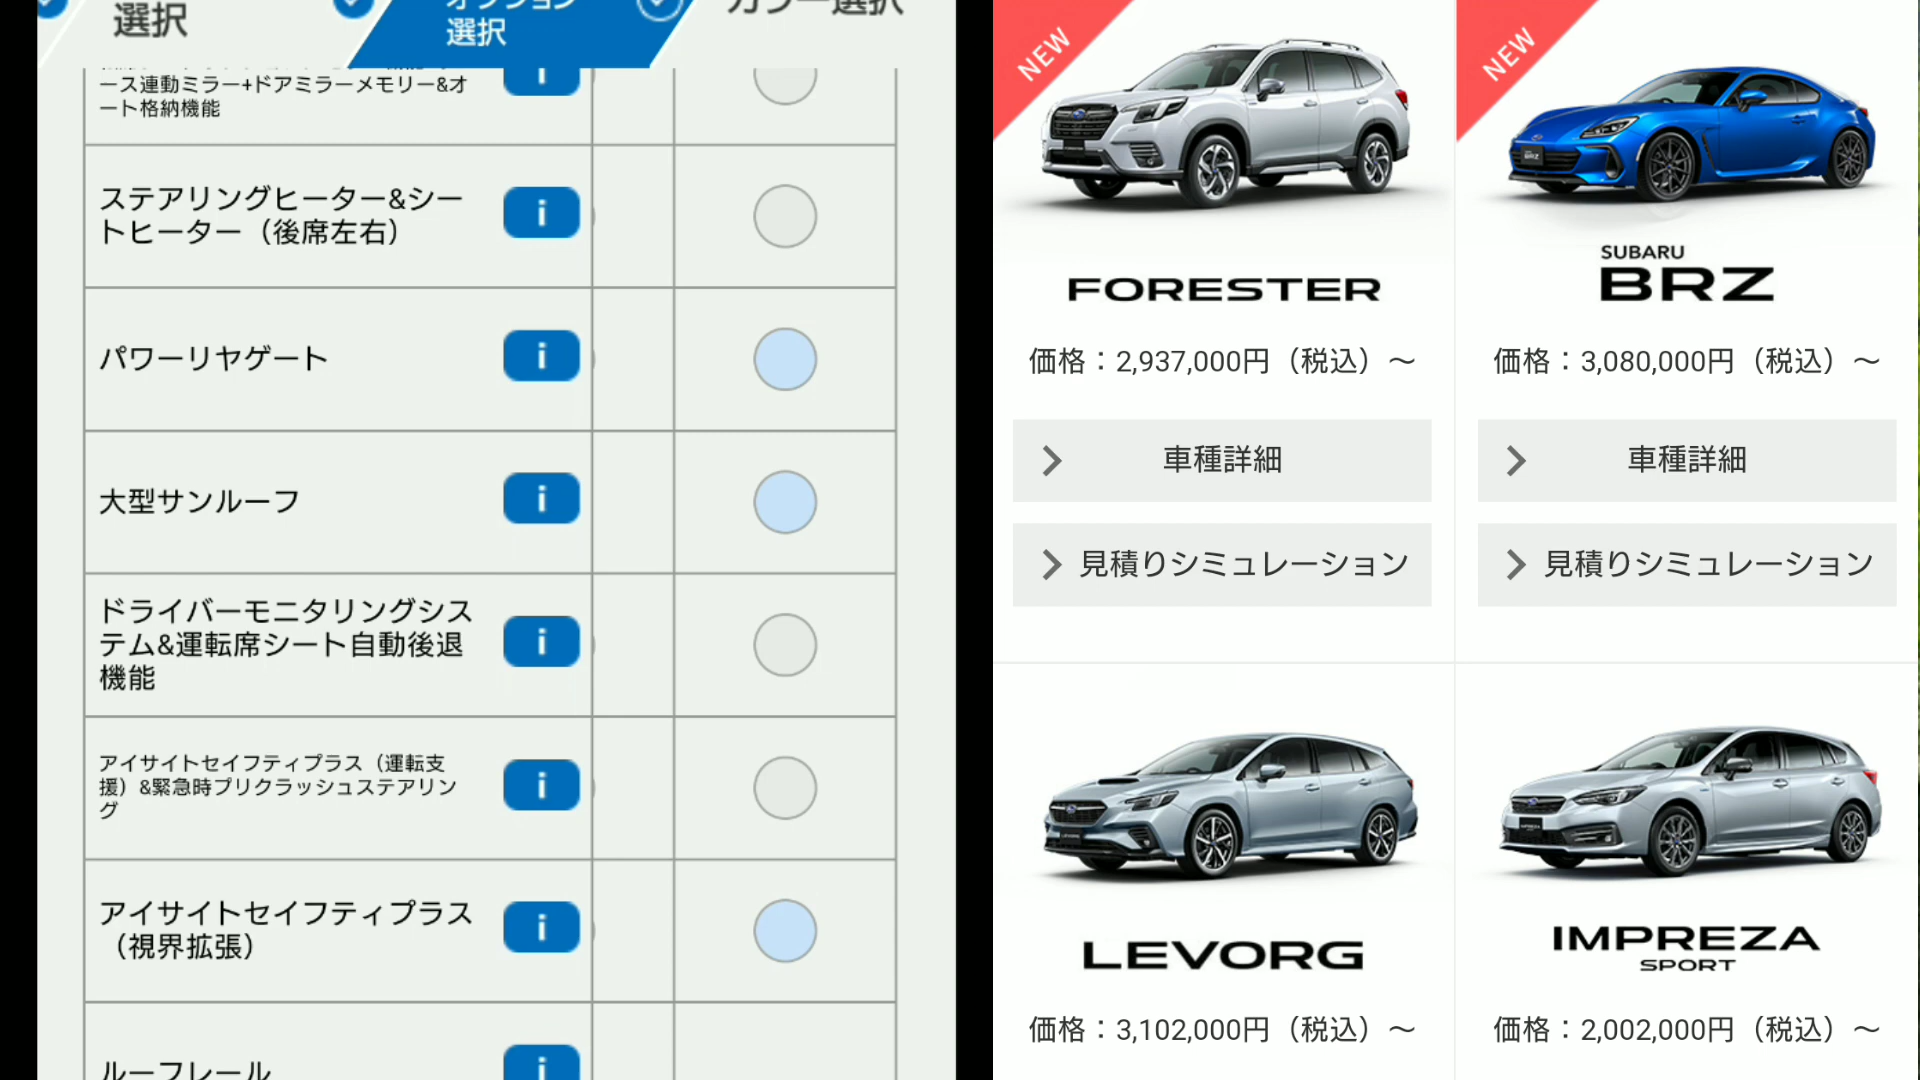 選択
オプション
選択
カラー選択
ース連動ミラー+ドアミラーメモリー&オ
ート格納機能
i
ステアリングヒーター&シー
トヒーター（後席左右）
i
パワーリヤゲート
i
大型サンルーフ
i
ドライバーモニタリングシス
テム&運転席シート自動後退
機能
i
アイサイトセイフティプラス（運転支
援）&緊急時プリクラッシュステアリン
グ
i
アイサイトセイフティプラス
（視界拡張）
i
ルーフレール
i
NEW
FORESTER
価格：2,937,000円（税込）～
車種詳細
見積りシミュレーション
NEW
SUBARU
BRZ
価格：3,080,000円（税込）～
車種詳細
見積りシミュレーション
LEVORG
価格：3,102,000円（税込）～
IMPREZA
SPORT
価格：2,002,000円（税込）～